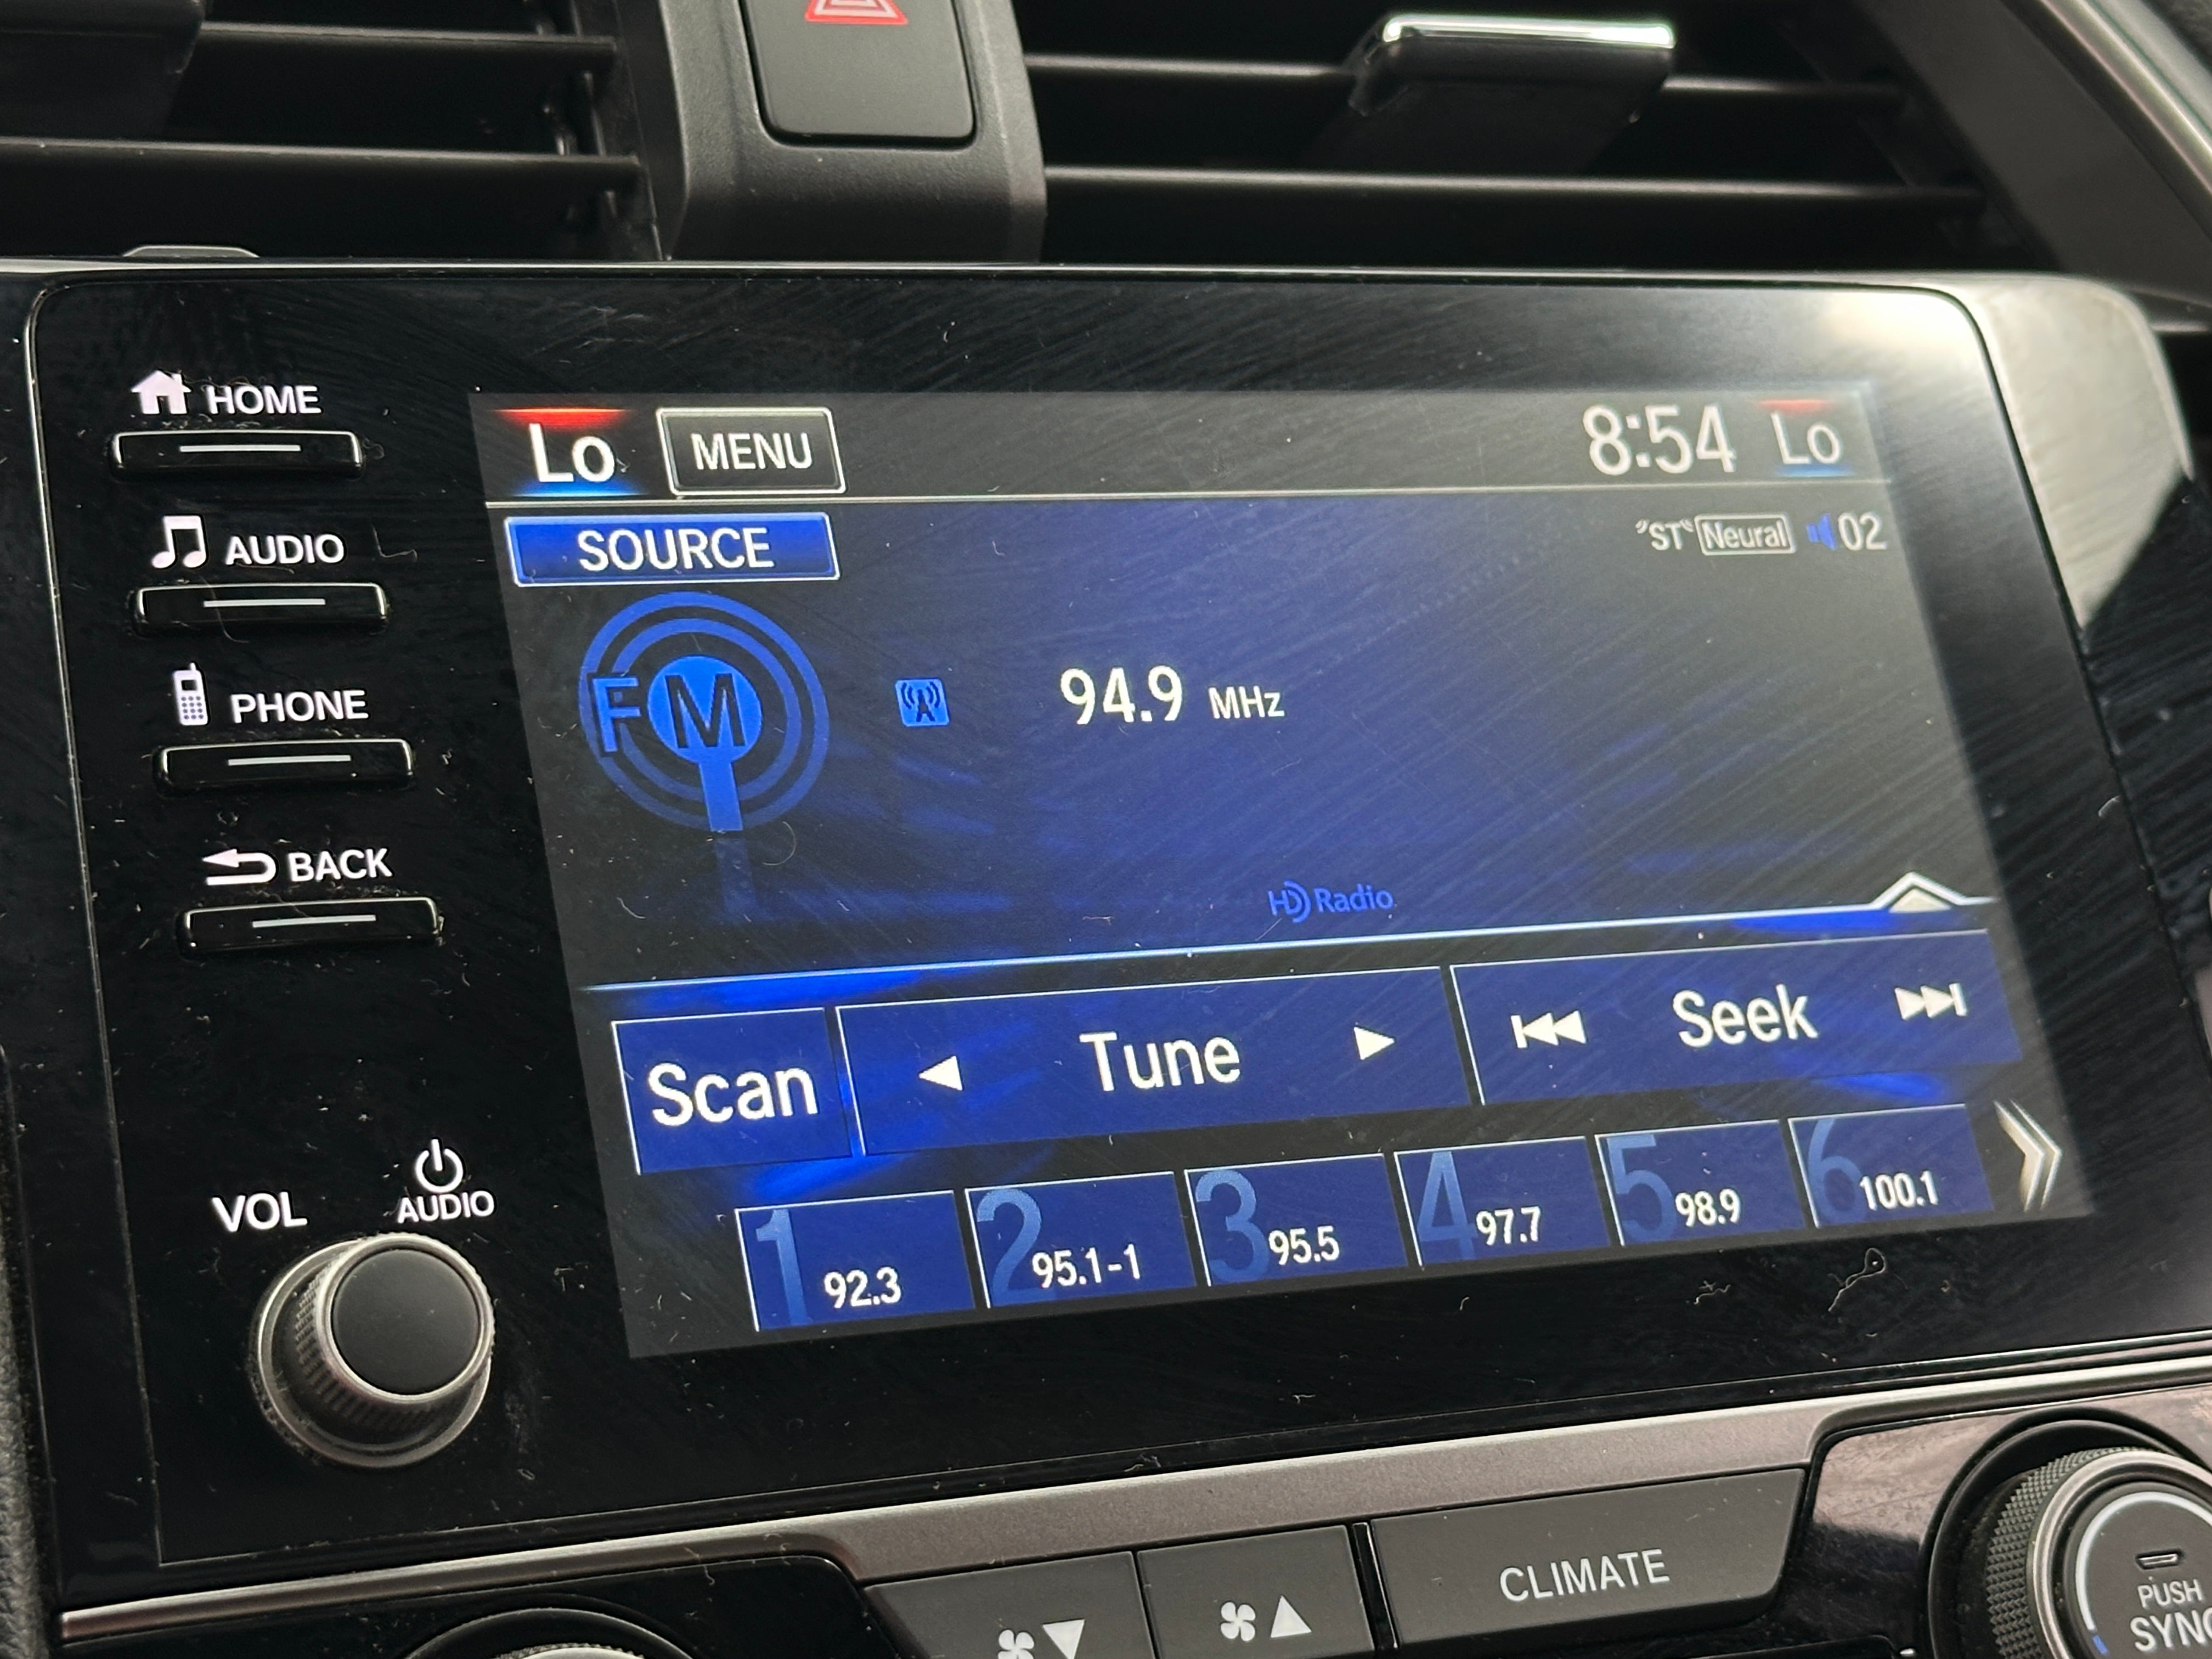 HOME
Lo MENU 8:54 Lo
AUDIO
SOURCE "ST" Neural 02
PHONE
FM 94.9 MHz
BACK
HD Radio
Scan Tune Seek
VOL AUDIO
1 92.3 2 95.1-1 3 95.5 4 97.7 5 98.9 6 100.1
CLIMATE
PUSH
SYNC